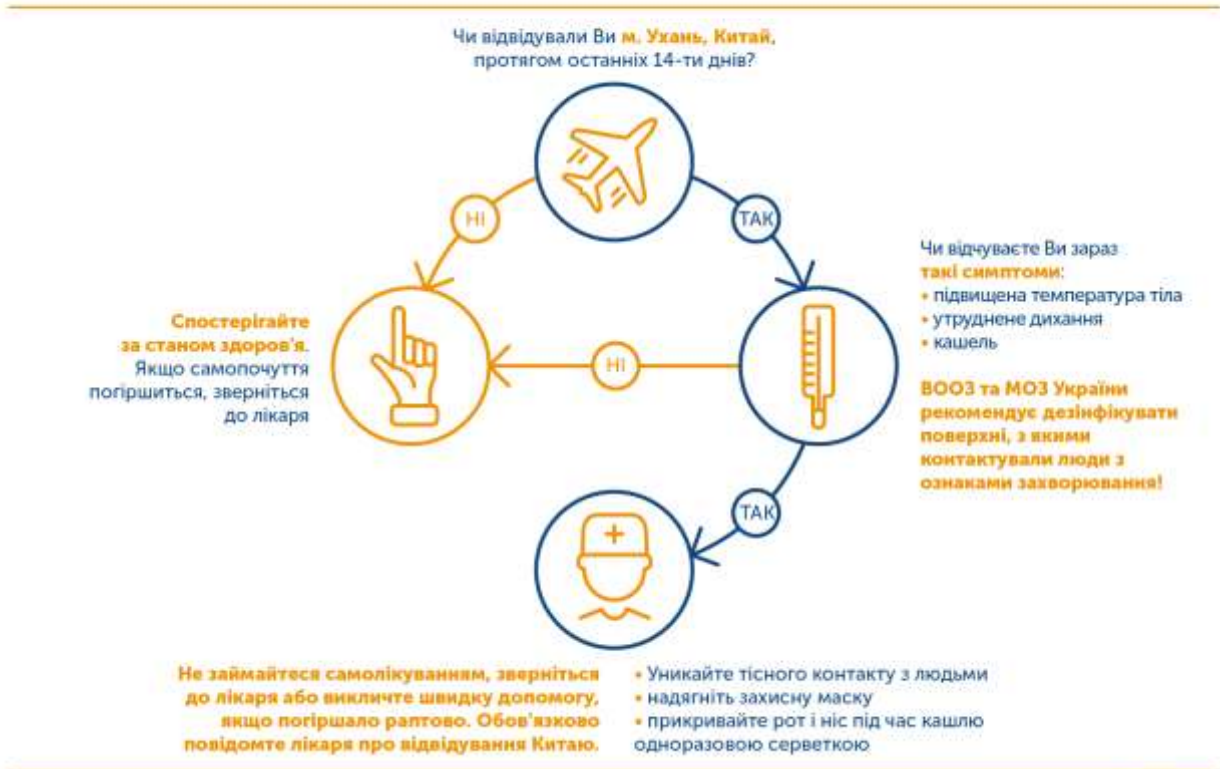 Чи відвідували Ви м. Ухань, Китай,
протягом останніх 14-ти днів?
НІ
ТАК
Чи відчуваєте Ви зараз
такі симптоми:
• підвищена температура тіла
• утруднене дихання
• кашель
ВООЗ та МОЗ України
рекомендує дезінфікувати
поверхні, з якими
контактували люди з
ознаками захворювання!
Спостерігайте
за станом здоров'я.
Якщо самопочуття
погіршиться, зверніться
до лікаря
НІ
ТАК
Не займайтеся самолікуванням, зверніться
до лікаря або викличте швидку допомогу,
якщо погіршало раптово. Обов'язково
повідомте лікаря про відвідування Китаю.
• Уникайте тісного контакту з людьми
• надягніть захисну маску
• прикривайте рот і ніс під час кашлю
одноразовою серветкою